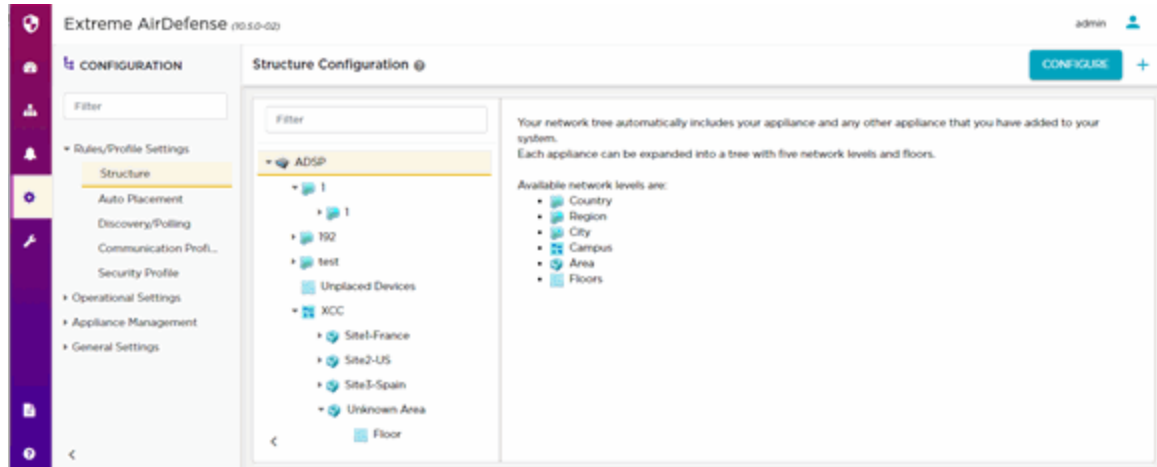 Extreme AirDefense (10.5.0-02)
admin
CONFIGURATION
Filter
Rules/Profile Settings
Structure
Auto Placement
Discovery/Polling
Communication Profi...
Security Profile
Operational Settings
Appliance Management
General Settings
Structure Configuration
CONFIGURE
Filter
ADSP
1
1
192
test
Unplaced Devices
XCC
Site1-France
Site2-US
Site3-Spain
Unknown Area
Floor
Your network tree automatically includes your appliance and any other appliance that you have added to your
system.
Each appliance can be expanded into a tree with five network levels and floors.
Available network levels are:
Country
Region
City
Campus
Area
Floors